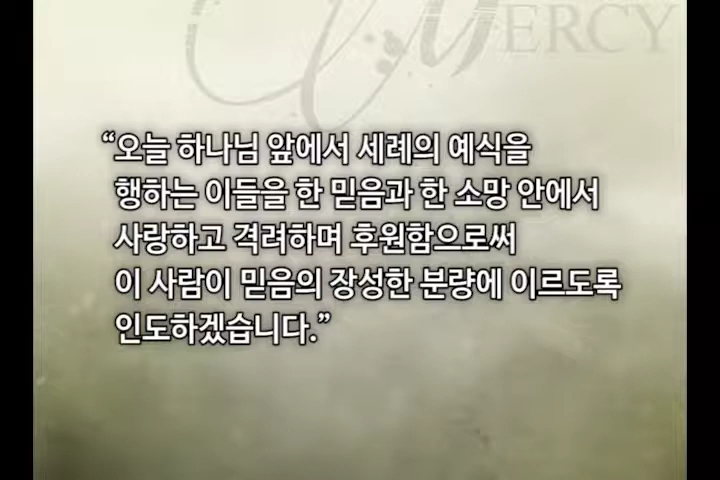 MERCY
“오늘 하나님 앞에서 세례의 예식을
행하는 이들을 한 믿음과 한 소망 안에서
사랑하고 격려하며 후원함으로써
이 사람이 믿음의 장성한 분량에 이르도록
인도하겠습니다.”